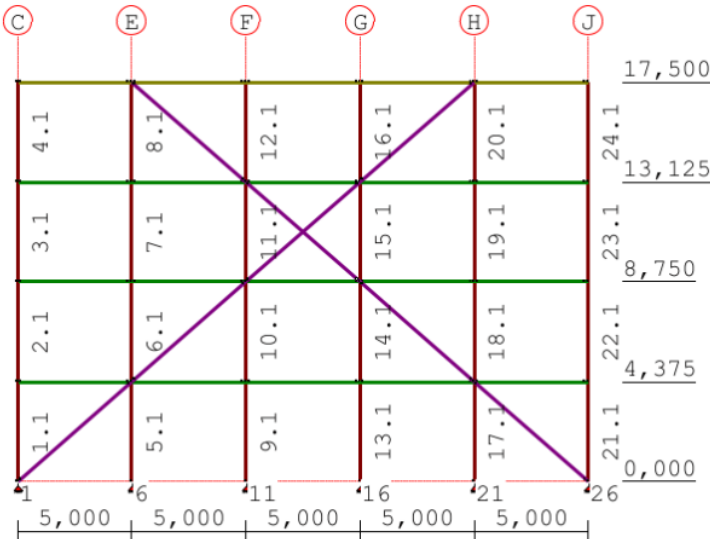 C E F G H J
17,500
4.1 8.1 12.1 16.1 20.1 24.1
13,125
3.1 7.1 11.1 15.1 19.1 23.1
8,750
2.1 6.1 10.1 14.1 18.1 22.1
4,375
1.1 5.1 9.1 13.1 17.1 21.1
0,000
1 6 11 16 21 26
5,000 5,000 5,000 5,000 5,000